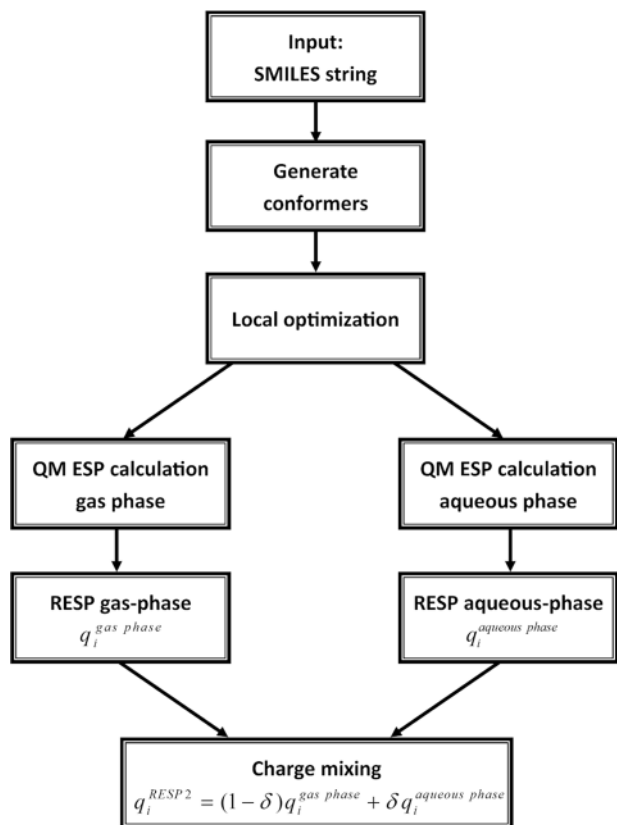 Input:
SMILES string
Generate
conformers
Local optimization
QM ESP calculation
gas phase
QM ESP calculation
aqueous phase
RESP gas-phase
q_i^{gas phase}
RESP aqueous-phase
q_i^{aqueous phase}
Charge mixing
q_i^{RESP2} = (1 − δ)q_i^{gas phase} + δq_i^{aqueous phase}